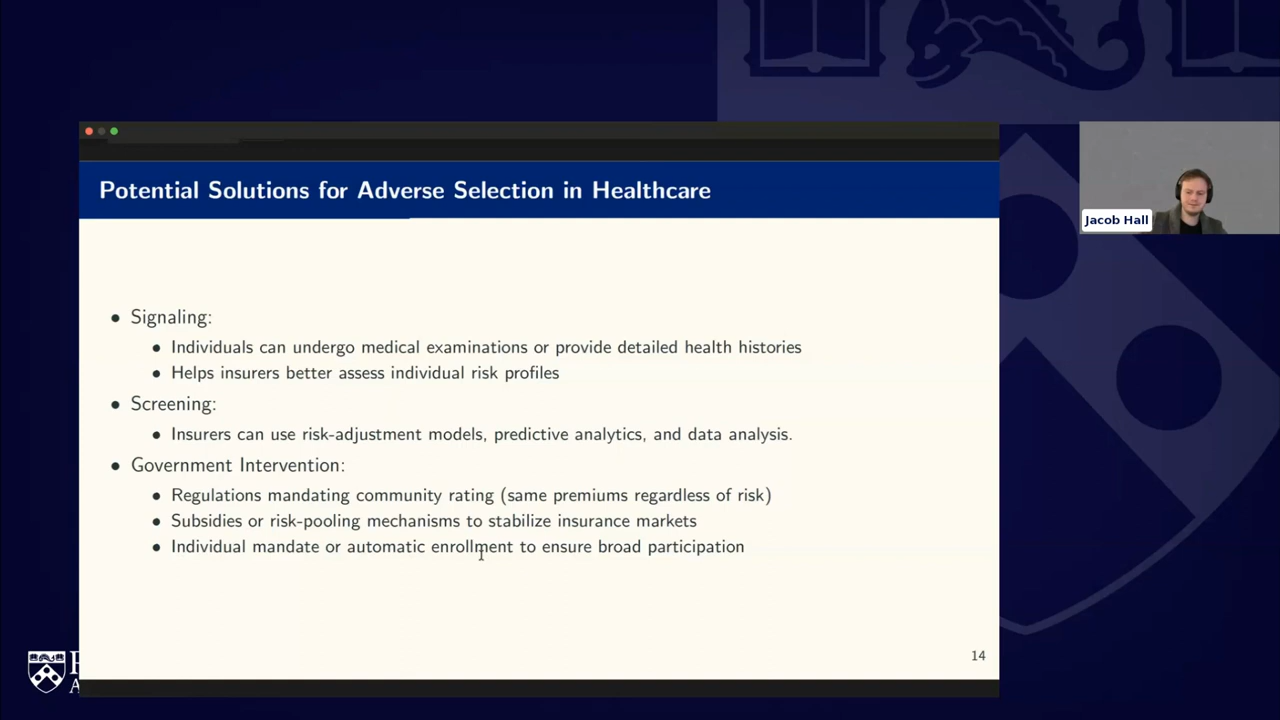 Potential Solutions for Adverse Selection in Healthcare
Jacob Hall
• Signaling:
• Individuals can undergo medical examinations or provide detailed health histories
• Helps insurers better assess individual risk profiles
• Screening:
• Insurers can use risk-adjustment models, predictive analytics, and data analysis.
• Government Intervention:
• Regulations mandating community rating (same premiums regardless of risk)
• Subsidies or risk-pooling mechanisms to stabilize insurance markets
• Individual mandate or automatic enrollment to ensure broad participation
14